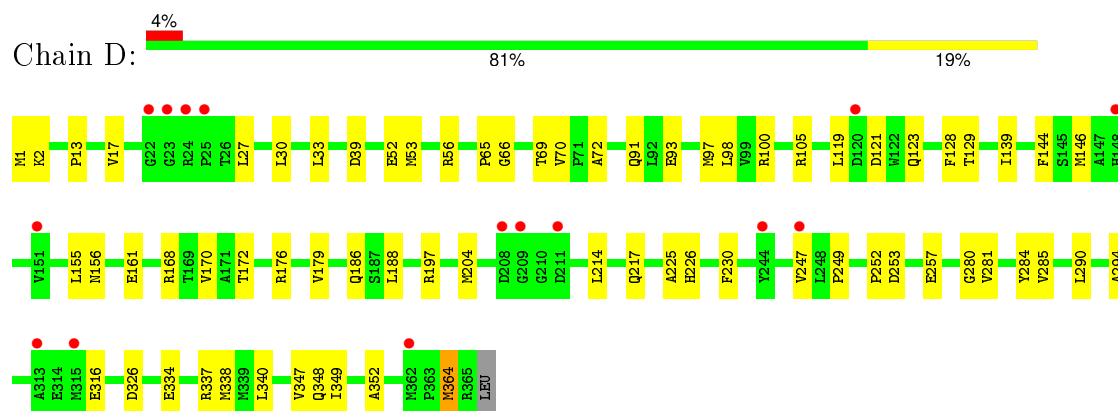 4%
Chain D:
81% 19%
M1 K2 P13 V17 G22 G23 R24 P25 T26 L27 L30 L33 D39 E52 M53 R56 P65 G66 T69 V70 P71 A72 Q91 L92 E93 M97 L98 V99 R100 R105 L119 D120 D121 W122 Q123 F128 T129 I139 F144 S145 M146 A147 H148
V151 L155 N156 E161 R168 T169 V170 A171 T172 R176 V179 Q186 S187 L188 R197 M204 D208 G209 G210 D211 L214 Q217 A225 H226 F230 Y244 V247 L248 P249 P252 D253 E257 G280 V281 Y284 V285 L290 A294
A313 E314 M315 E316 D326 E334 R337 M338 M339 L340 V347 Q348 I349 A352 M362 P363 M364 R365 LEU